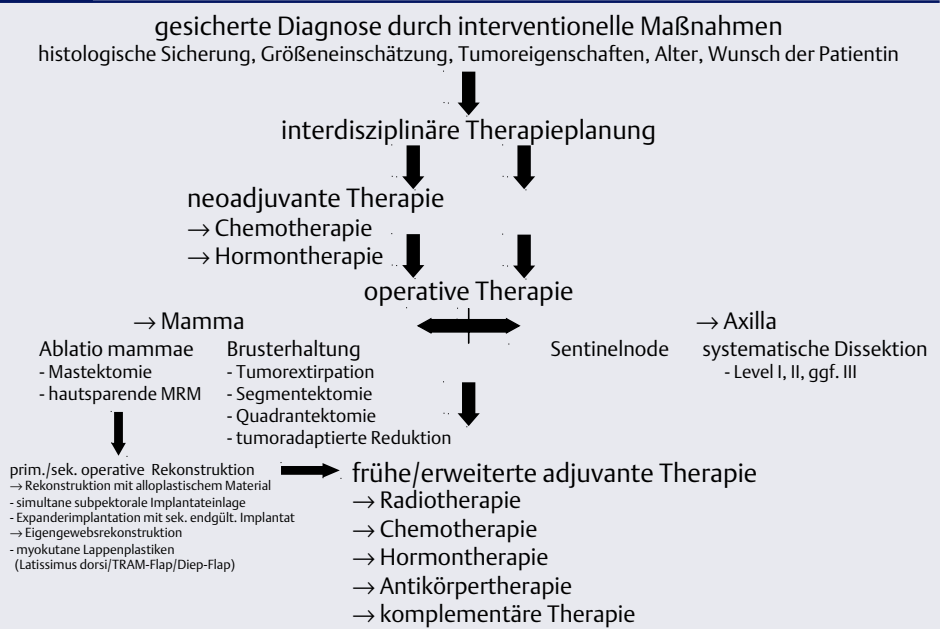 gesicherte Diagnose durch interventionelle Maßnahmen
histologische Sicherung, Größeneinschätzung, Tumoreigenschaften, Alter, Wunsch der Patientin
interdisziplinäre Therapieplanung
neoadjuvante Therapie
→ Chemotherapie
→ Hormontherapie
operative Therapie
→ Mamma
Ablatio mammae
- Mastektomie
- hautsparende MRM
Brusterhaltung
- Tumorextirpation
- Segmentektomie
- Quadrantektomie
- tumoradaptierte Reduktion
→ Axilla
Sentinelnode
systematische Dissektion
- Level I, II, ggf. III
prim./sek. operative Rekonstruktion
→ Rekonstruktion mit alloplastischem Material
- simultane subpektorale Implantateinlage
- Expanderimplantation mit sek. endgült. Implantat
→ Eigengewebsrekonstruktion
- myokutane Lappenplastiken
(Latissimus dorsi/TRAM-Flap/Diep-Flap)
frühe/erweiterte adjuvante Therapie
→ Radiotherapie
→ Chemotherapie
→ Hormontherapie
→ Antikörpertherapie
→ komplementäre Therapie